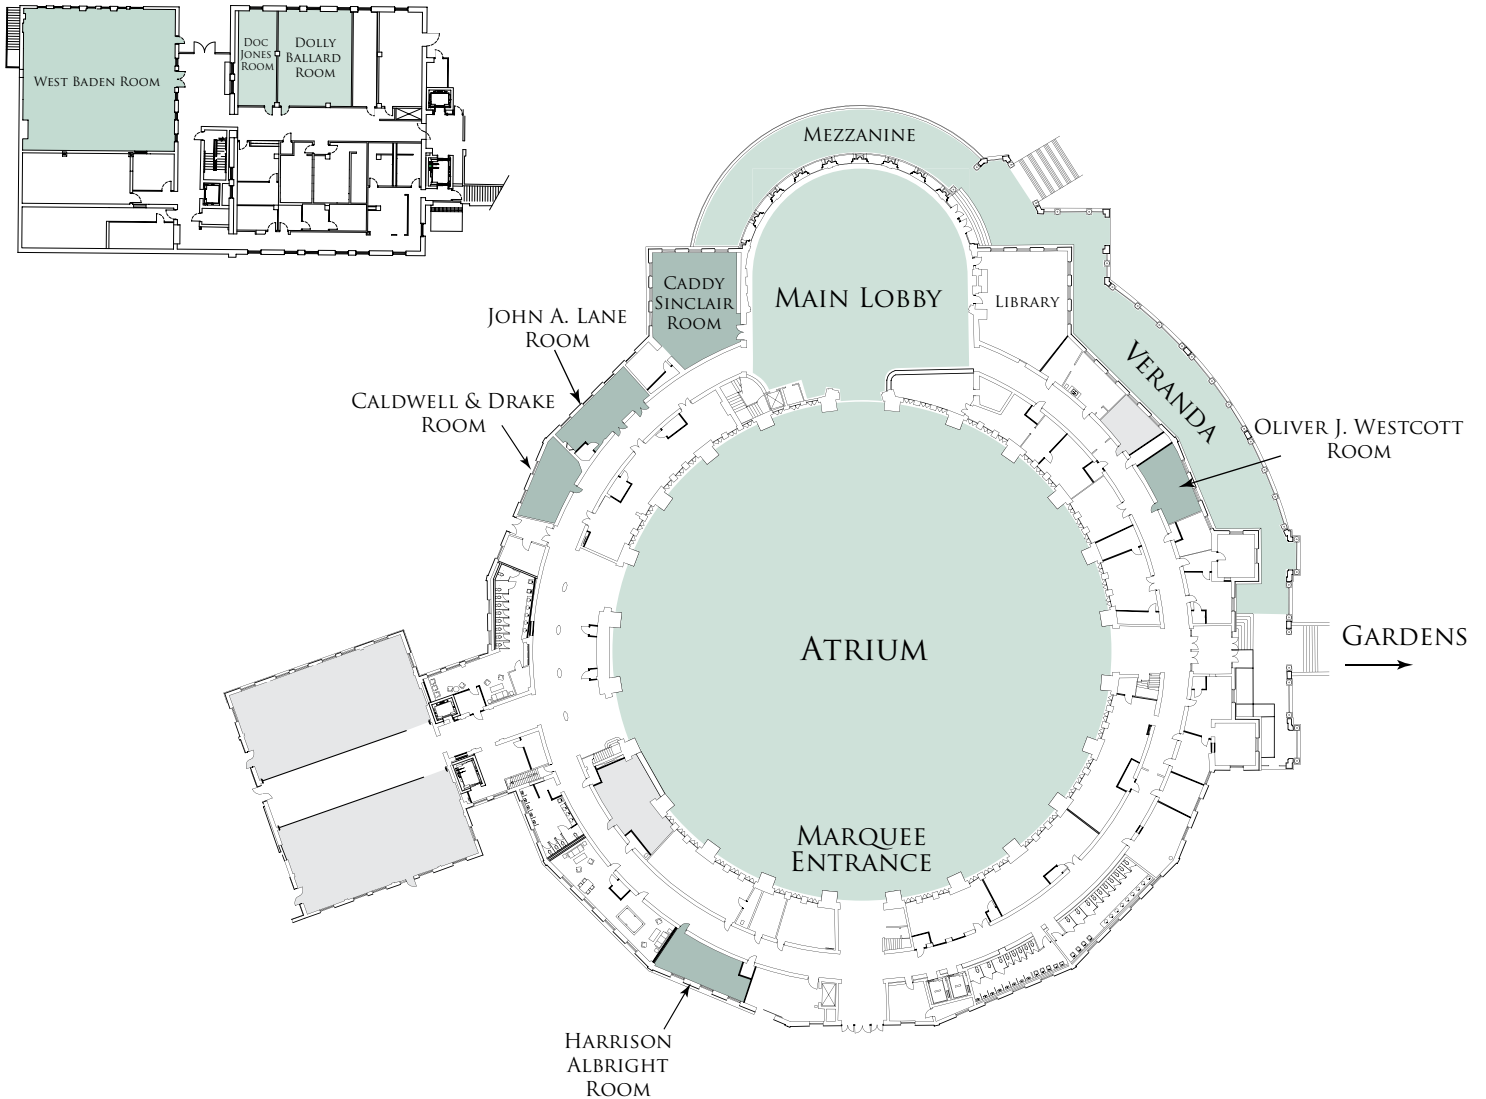 West Baden Room
Doc
Jones
Room
Dolly
Ballard
Room
Mezzanine
Caddy
Sinclair
Room
Main Lobby
Library
John A. Lane
Room
Veranda
Caldwell & Drake
Room
Oliver J. Westcott
Room
Gardens
Atrium
Marquee
Entrance
Harrison
Albright
Room